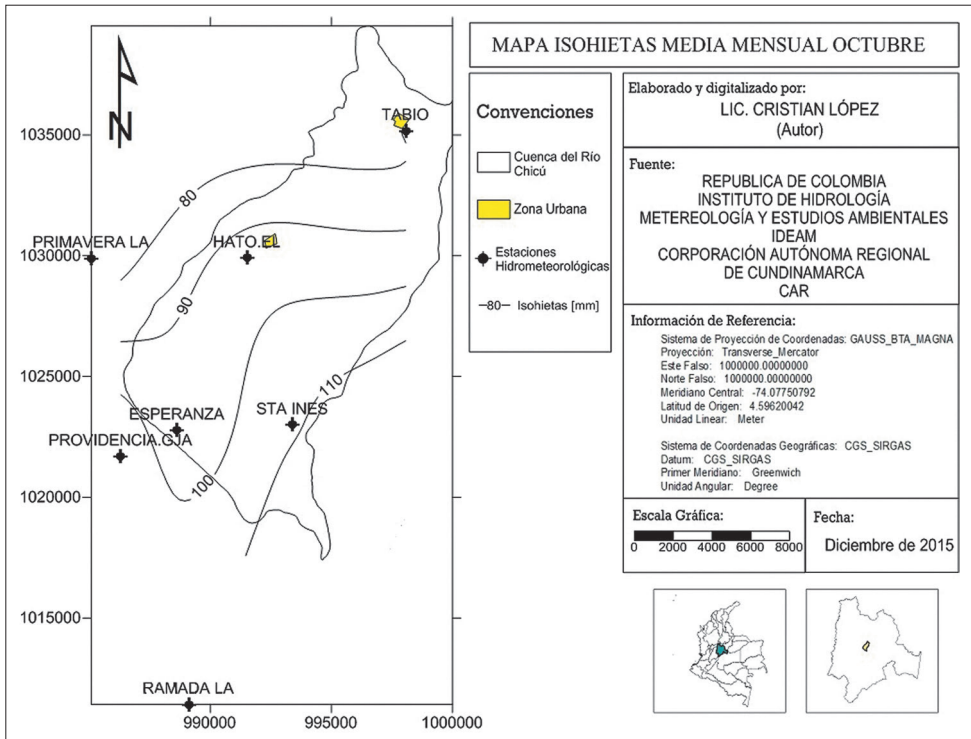 MAPA ISOHIETAS MEDIA MENSUAL OCTUBRE
N
TABIO
PRIMAVERA LA
HATO.EL
ESPERANZA
PROVIDENCIA.GJA
STA INES
RAMADA LA
80
90
100
110
1035000
1030000
1025000
1020000
1015000
990000
995000
1000000
Convenciones
Cuenca del Río
Chicú
Zona Urbana
Estaciones
Hidrometeorológicas
80
Isohietas [mm]
Elaborado y digitalizado por:
LIC. CRISTIAN LÓPEZ
(Autor)
Fuente:
REPUBLICA DE COLOMBIA
INSTITUTO DE HIDROLOGÍA
METEREOLOGÍA Y ESTUDIOS AMBIENTALES
IDEAM
CORPORACIÓN AUTÓNOMA REGIONAL
DE CUNDINAMARCA
CAR
Información de Referencia:
Sistema de Proyección de Coordenadas: GAUSS_BTA_MAGNA
Proyección: Transverse_Mercator
Este Falso: 1000000.00000000
Norte Falso: 1000000.00000000
Meridiano Central: -74.07750792
Latitud de Origen: 4.59620042
Unidad Linear: Meter
Sistema de Coordenadas Geográficas: CGS_SIRGAS
Datum: CGS_SIRGAS
Primer Meridiano: Greenwich
Unidad Angular: Degree
Escala Gráfica:
0 2000 4000 6000 8000
Fecha:
Diciembre de 2015